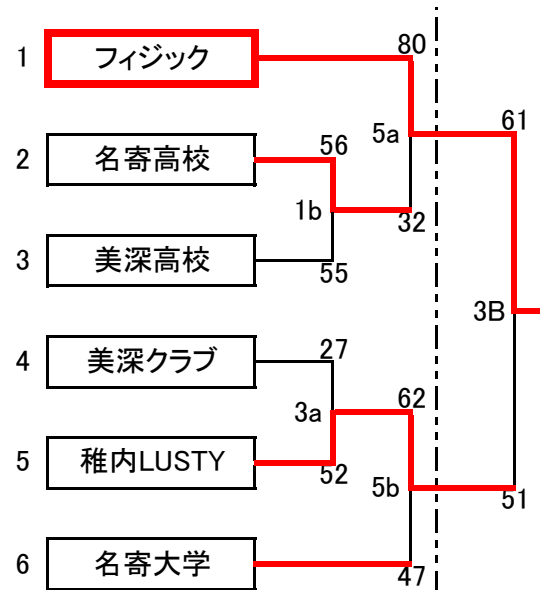 80
1 フィジック
5a 61
2 名寄高校 56
1b 32
3 美深高校 55
3B
4 美深クラブ 27
3a 62
5 稚内LUSTY 52
5b 51
6 名寄大学 47